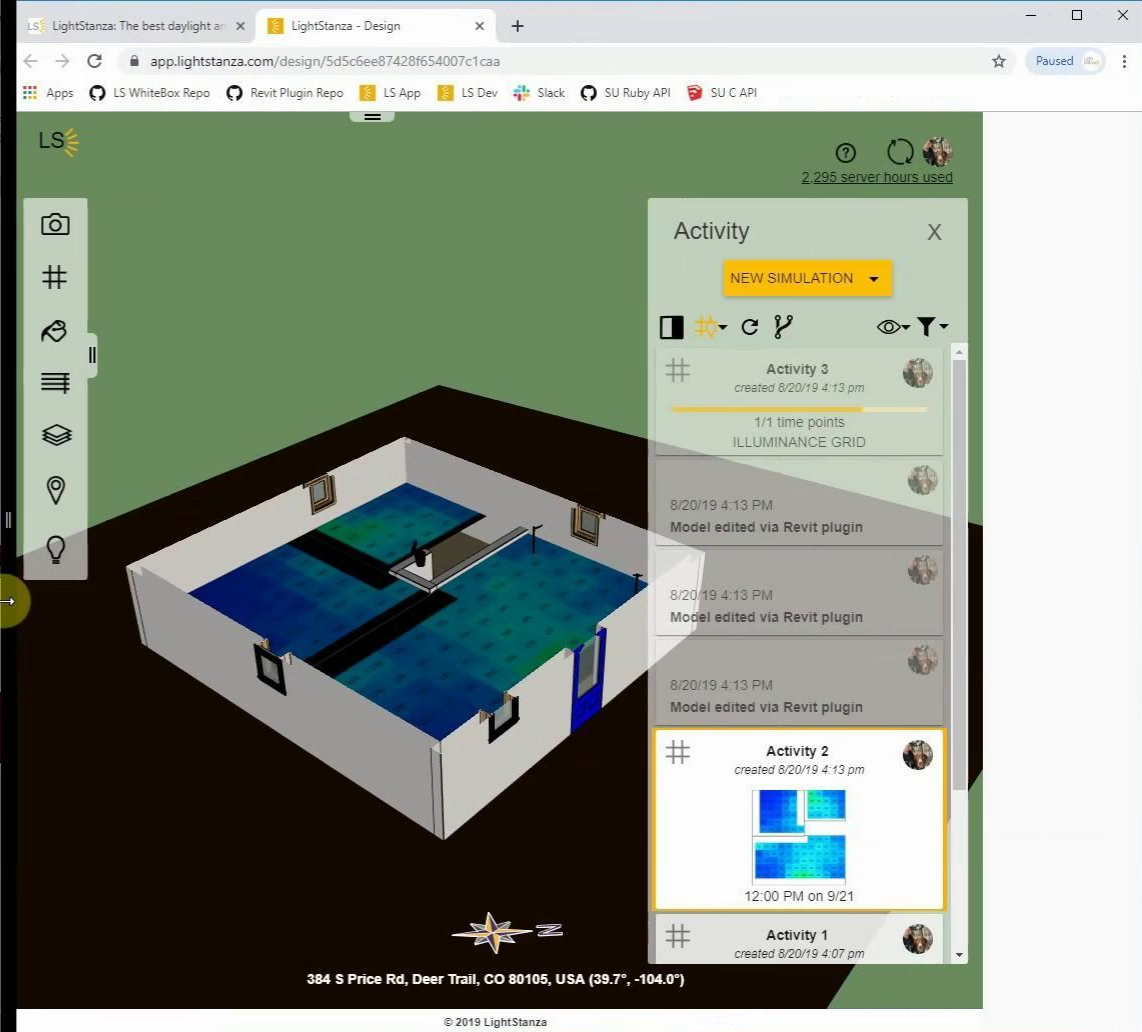 LightStanza: The best daylight an
LightStanza - Design
app.lightstanza.com/design/5d5c6ee87428f654007c1caa
Paused
Apps
LS WhiteBox Repo
Revit Plugin Repo
LS App
LS Dev
Slack
SU Ruby API
SU C API
LS
2,295 server hours used
Activity
X
NEW SIMULATION
Activity 3
created 8/20/19 4:13 pm
1/1 time points
ILLUMINANCE GRID
8/20/19 4:13 PM
Model edited via Revit plugin
8/20/19 4:13 PM
Model edited via Revit plugin
8/20/19 4:13 PM
Model edited via Revit plugin
Activity 2
created 8/20/19 4:13 pm
12:00 PM on 9/21
Activity 1
created 8/20/19 4:07 pm
N
384 S Price Rd, Deer Trail, CO 80105, USA (39.7°, -104.0°)
© 2019 LightStanza